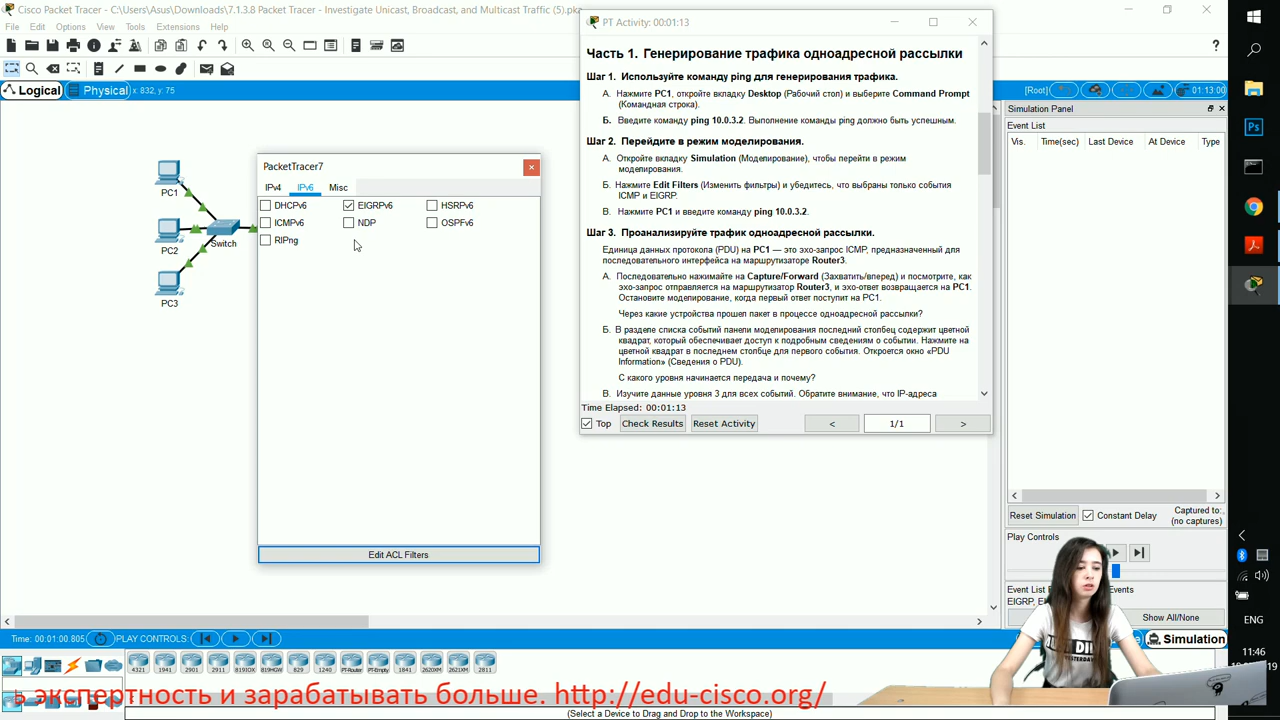 Cisco Packet Tracer - C:\Users\Asus\Downloads\7.1.3.8 Packet Tracer - Investigate Unicast, Broadcast, and Multicast Traffic (5).pka
File Edit Options View Tools Extensions Help
Logical Physical x: 832, y: 75
[Root] 01:13:00
PC1
PC2
PC3
Switch
PacketTracer7
IPv4 IPv6 Misc
DHCPv6 EIGRPv6 HSRPv6
ICMPv6 NDP OSPFv6
RIPng
Edit ACL Filters
PT Activity: 00:01:13
Часть 1. Генерирование трафика одноадресной рассылки
Шаг 1. Используйте команду ping для генерирования трафика.
А. Нажмите PC1, откройте вкладку Desktop (Рабочий стол) и выберите Command Prompt
(Командная строка).
Б. Введите команду ping 10.0.3.2. Выполнение команды ping должно быть успешным.
Шаг 2. Перейдите в режим моделирования.
А. Откройте вкладку Simulation (Моделирование), чтобы перейти в режим
моделирования.
Б. Нажмите Edit Filters (Изменить фильтры) и убедитесь, что выбраны только события
ICMP и EIGRP.
В. Нажмите PC1 и введите команду ping 10.0.3.2.
Шаг 3. Проанализируйте трафик одноадресной рассылки.
Единица данных протокола (PDU) на PC1 — это эхо-запрос ICMP, предназначенный для
последовательного интерфейса на маршрутизаторе Router3.
А. Последовательно нажимайте на Capture/Forward (Захватить/вперед) и посмотрите, как
эхо-запрос отправляется на маршрутизатор Router3, и эхо-ответ возвращается на PC1.
Остановите моделирование, когда первый ответ поступит на PC1.
Через какие устройства прошел пакет в процессе одноадресной рассылки?
Б. В разделе списка событий панели моделирования последний столбец содержит цветной
квадрат, который обеспечивает доступ к подробным сведениям о событии. Нажмите на
цветной квадрат в последнем столбце для первого события. Откроется окно «PDU
Information» (Сведения о PDU).
С какого уровня начинается передача и почему?
В. Изучите данные уровня 3 для всех событий. Обратите внимание, что IP-адреса
Time Elapsed: 00:01:13
Top Check Results Reset Activity < 1/1 >
Simulation Panel
Event List
Vis. Time(sec) Last Device At Device Type
Reset Simulation Constant Delay Captured to:
(no captures)
Play Controls
Show All/None
Time: 00:01:00.805 PLAY CONTROLS:
Simulation
4321 1941 2901 2911 819IOX 819HGW 829 1240 PT-Router PT-Empty 1841 2620XM 2621XM 2811
ь экспертность и зарабатывать больше. http://edu-cisco.org/
(Select a Device to Drag and Drop to the Workspace)
ENG
11:46